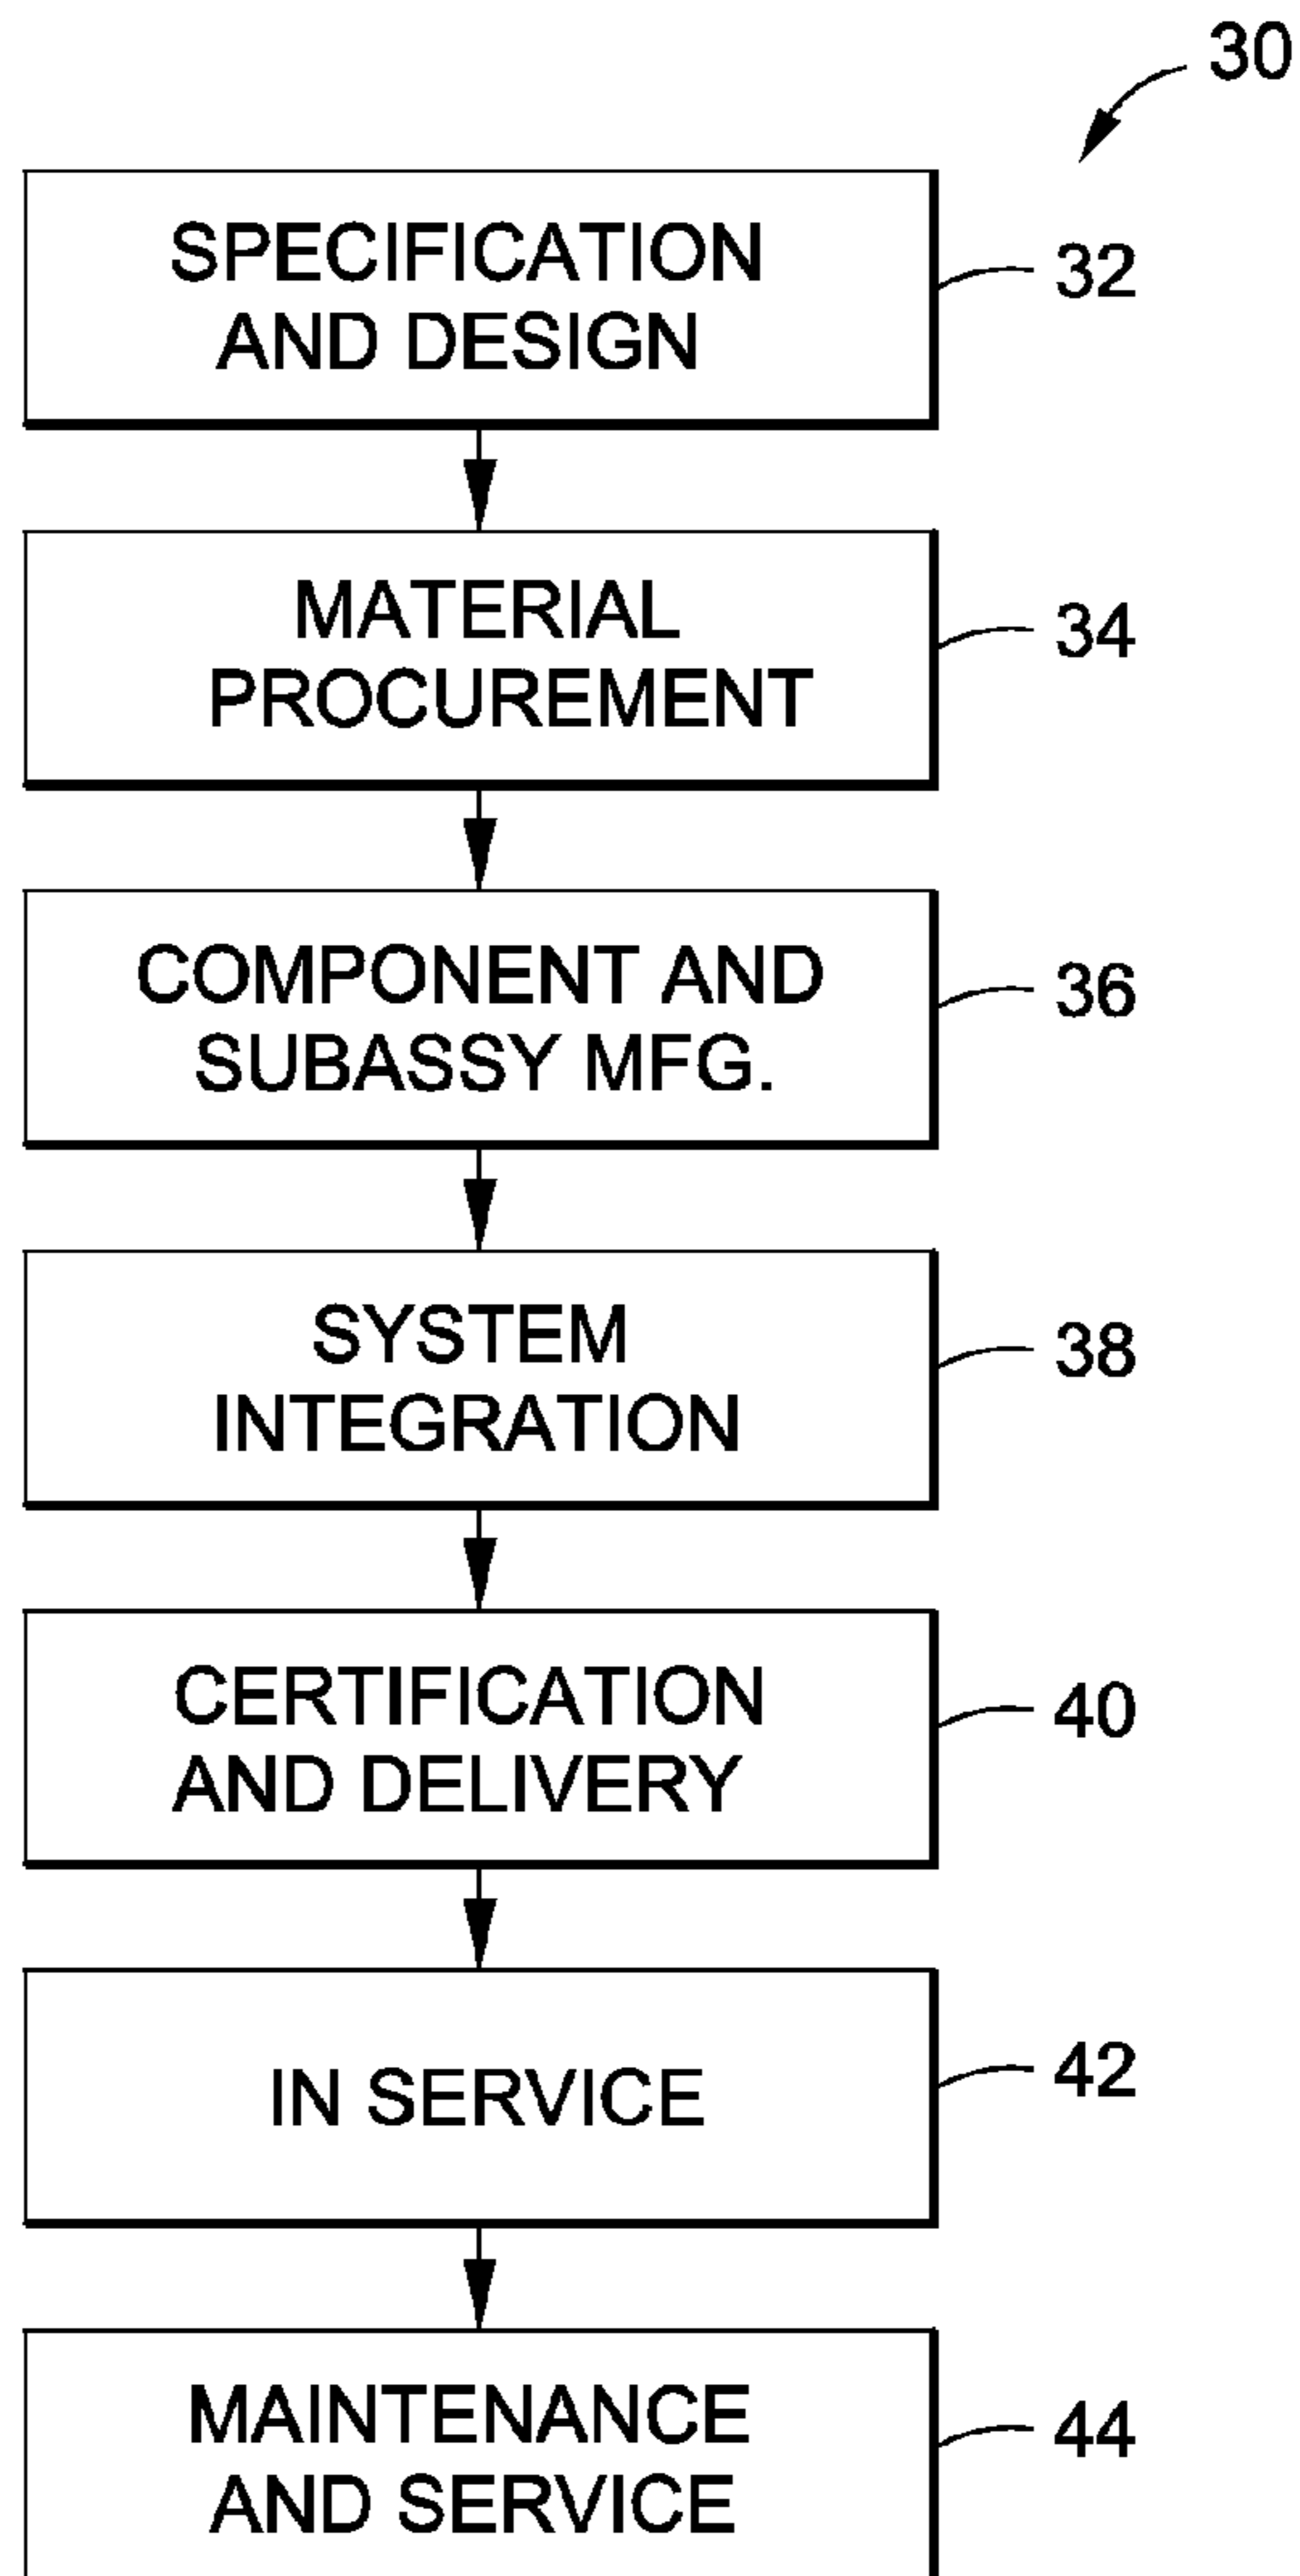 30
SPECIFICATION
AND DESIGN
32
MATERIAL
PROCUREMENT
34
COMPONENT AND
SUBASSY MFG.
36
SYSTEM
INTEGRATION
38
CERTIFICATION
AND DELIVERY
40
IN SERVICE
42
MAINTENANCE
AND SERVICE
44